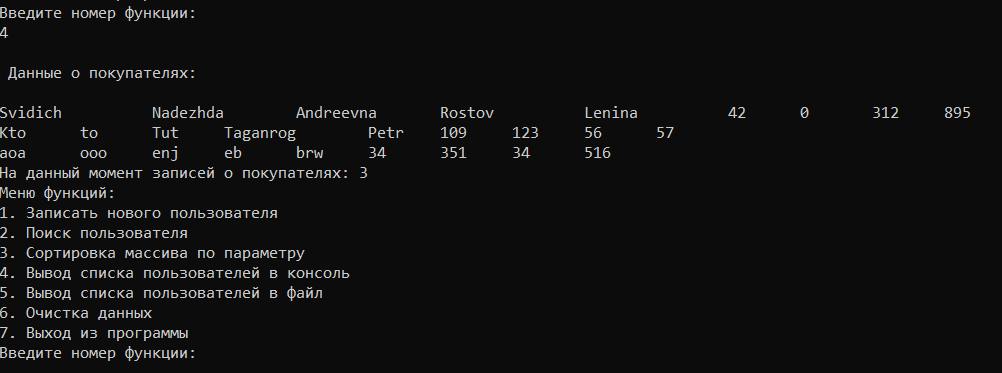 Введите номер функции:
4
Данные о покупателях:
Svidich Nadezhda Andreevna Rostov Lenina 42 0 312 895
Kto to Tut Taganrog Petr 109 123 56 57
aoa ooo enj eb brw 34 351 34 516
На данный момент записей о покупателях: 3
Меню функций:
1. Записать нового пользователя
2. Поиск пользователя
3. Сортировка массива по параметру
4. Вывод списка пользователей в консоль
5. Вывод списка пользователей в файл
6. Очистка данных
7. Выход из программы
Введите номер функции: